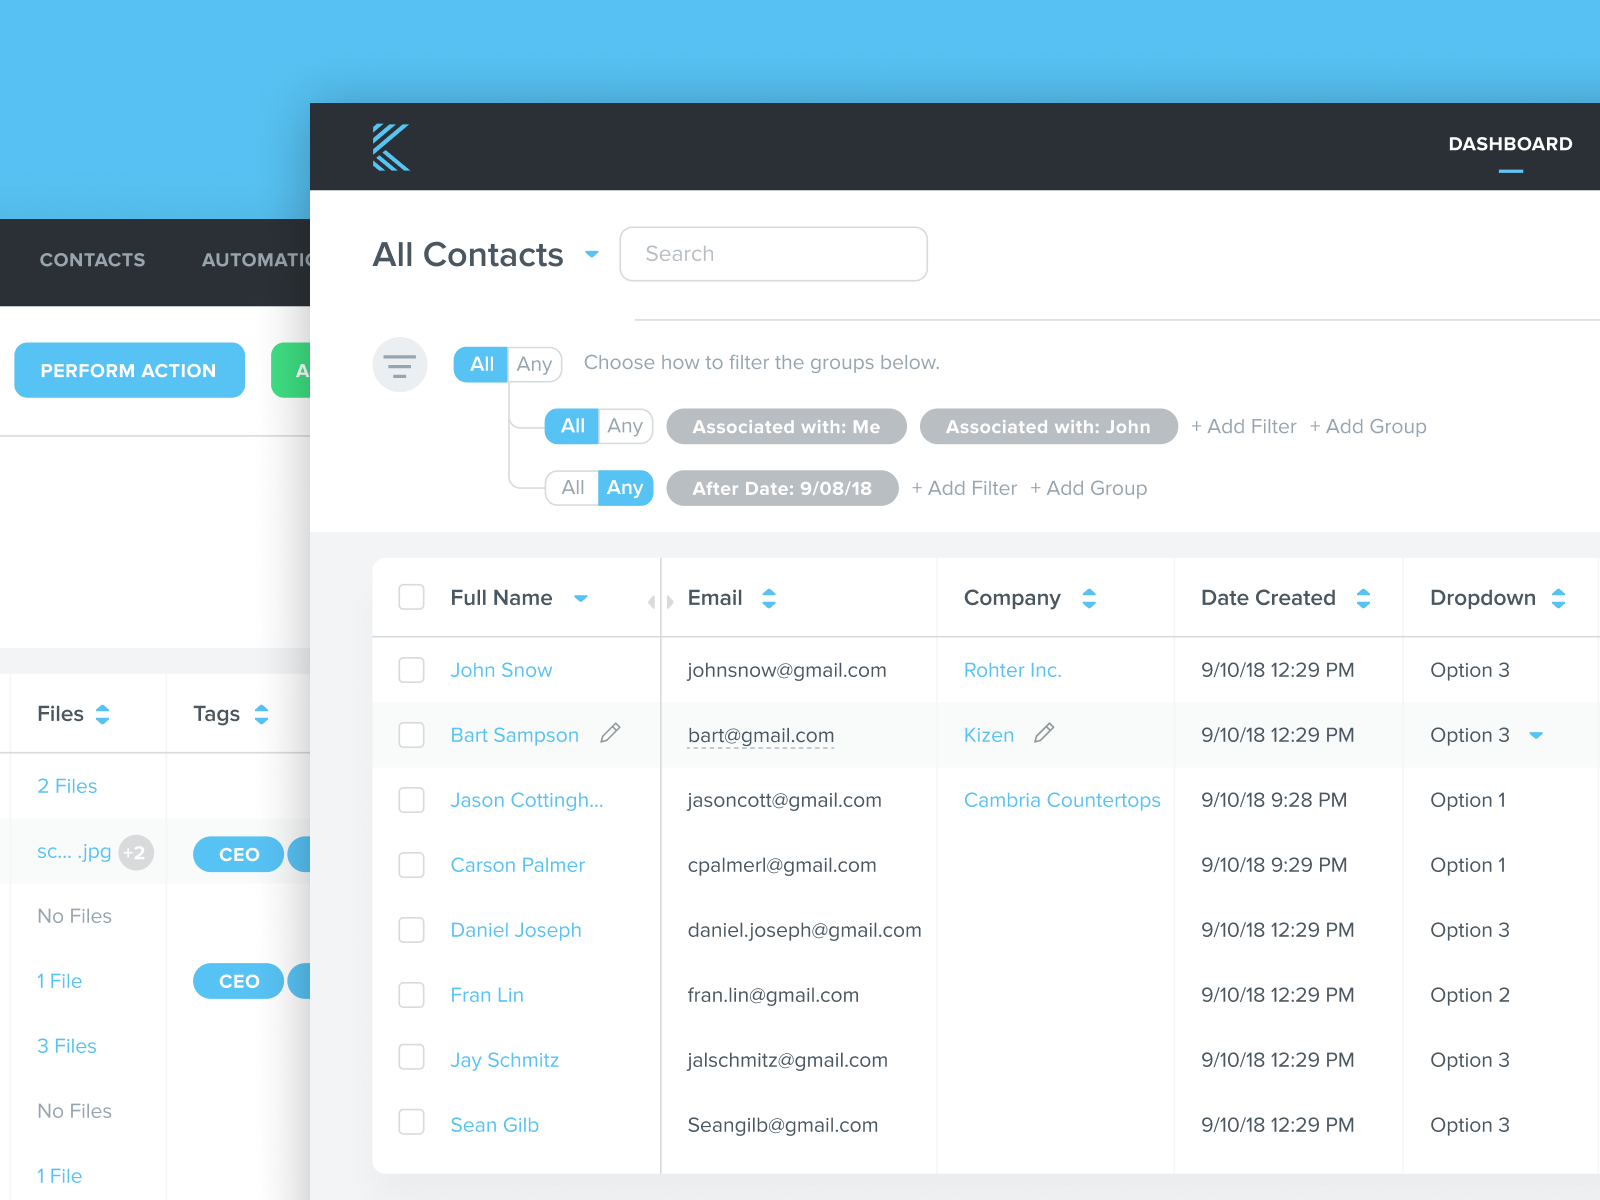 DASHBOARD
All Contacts
Search
CONTACTS AUTOMATIC
PERFORM ACTION A
All Any Choose how to filter the groups below.
All Any Associated with: Me Associated with: John + Add Filter + Add Group
All Any After Date: 9/08/18 + Add Filter + Add Group
Full Name Email Company Date Created Dropdown
John Snow johnsnow@gmail.com Rohter Inc. 9/10/18 12:29 PM Option 3
Bart Sampson bart@gmail.com Kizen 9/10/18 12:29 PM Option 3
Jason Cottingh... jasoncott@gmail.com Cambria Countertops 9/10/18 9:28 PM Option 1
Carson Palmer cpalmerl@gmail.com 9/10/18 9:29 PM Option 1
Daniel Joseph daniel.joseph@gmail.com 9/10/18 12:29 PM Option 3
Fran Lin fran.lin@gmail.com 9/10/18 12:29 PM Option 2
Jay Schmitz jalschmitz@gmail.com 9/10/18 12:29 PM Option 3
Sean Gilb Seangilb@gmail.com 9/10/18 12:29 PM Option 3
Files Tags
2 Files
sc... .jpg +2 CEO
No Files
1 File CEO
3 Files
No Files
1 File